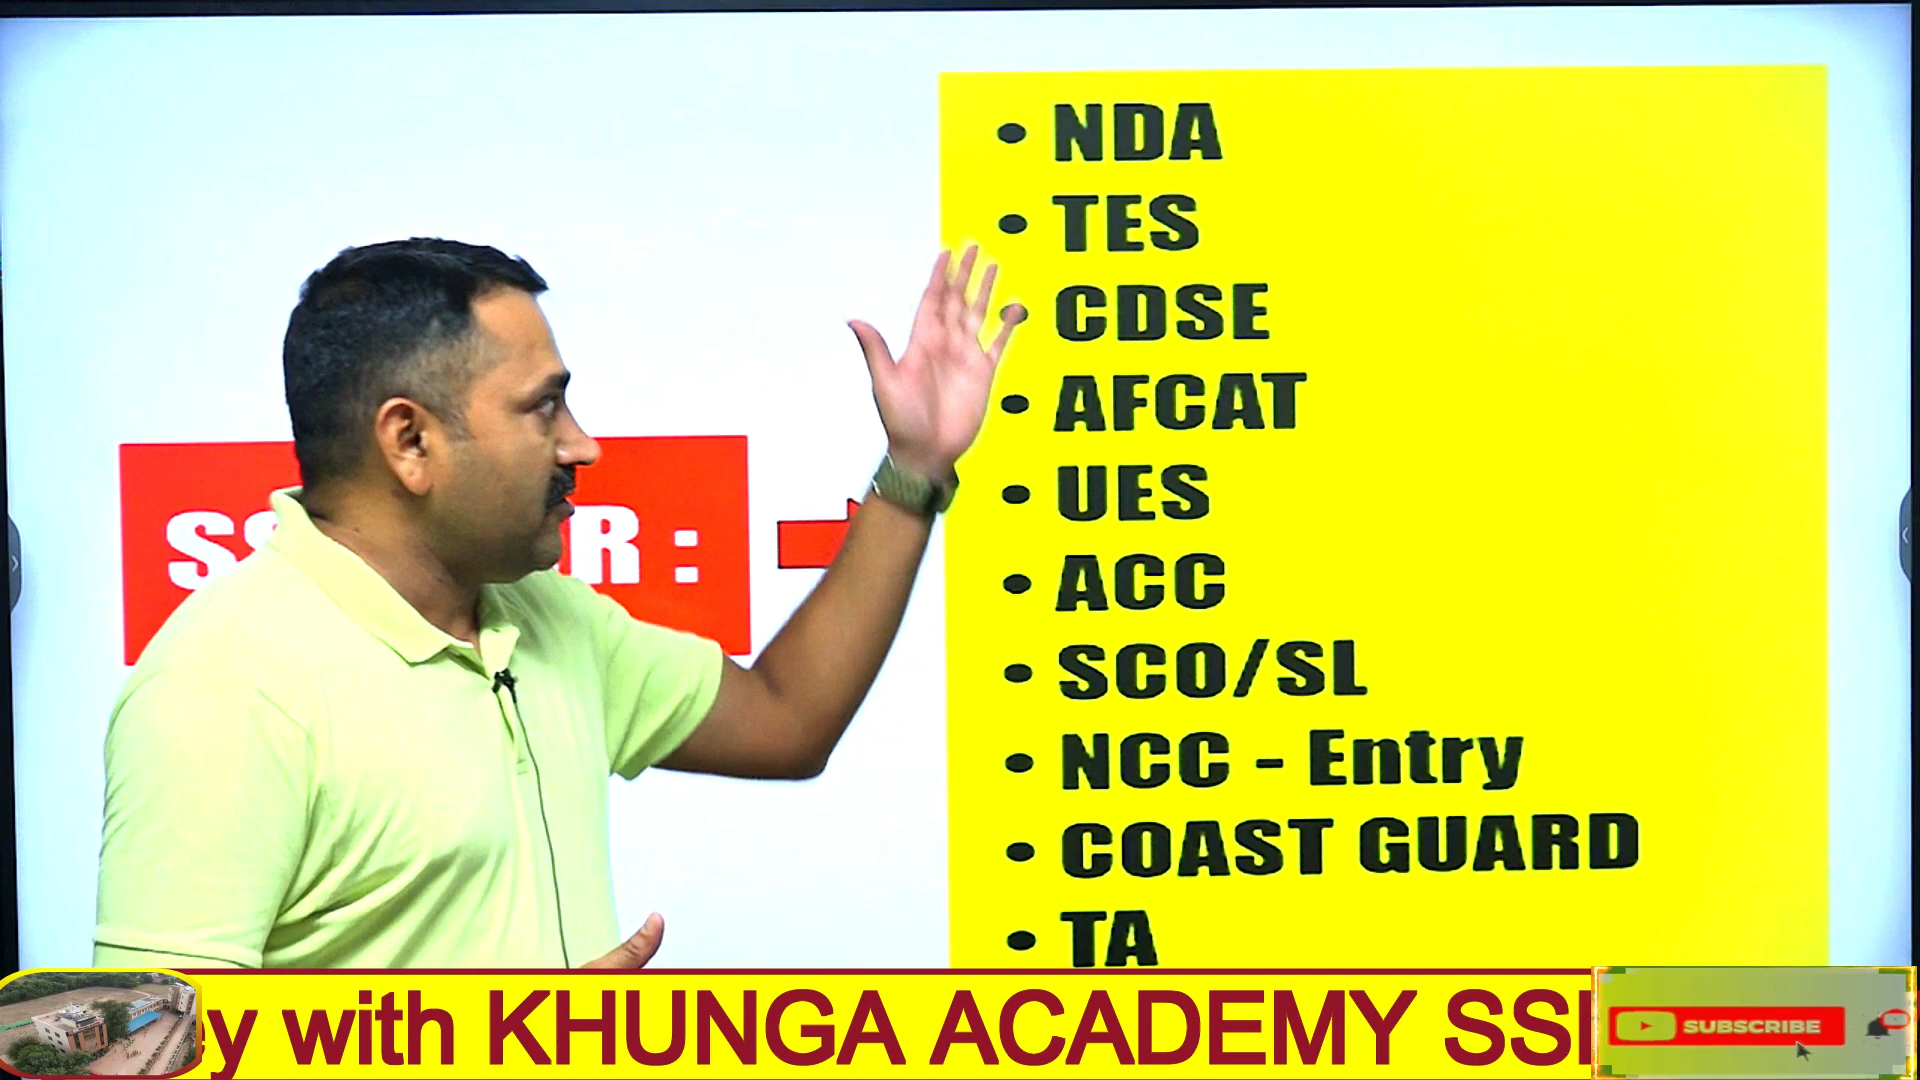 • NDA
• TES
• CDSE
• AFCAT
• UES
• ACC
• SCO/SL
• NCC - Entry
• COAST GUARD
• TA
with KHUNGA ACADEMY
SUBSCRIBE